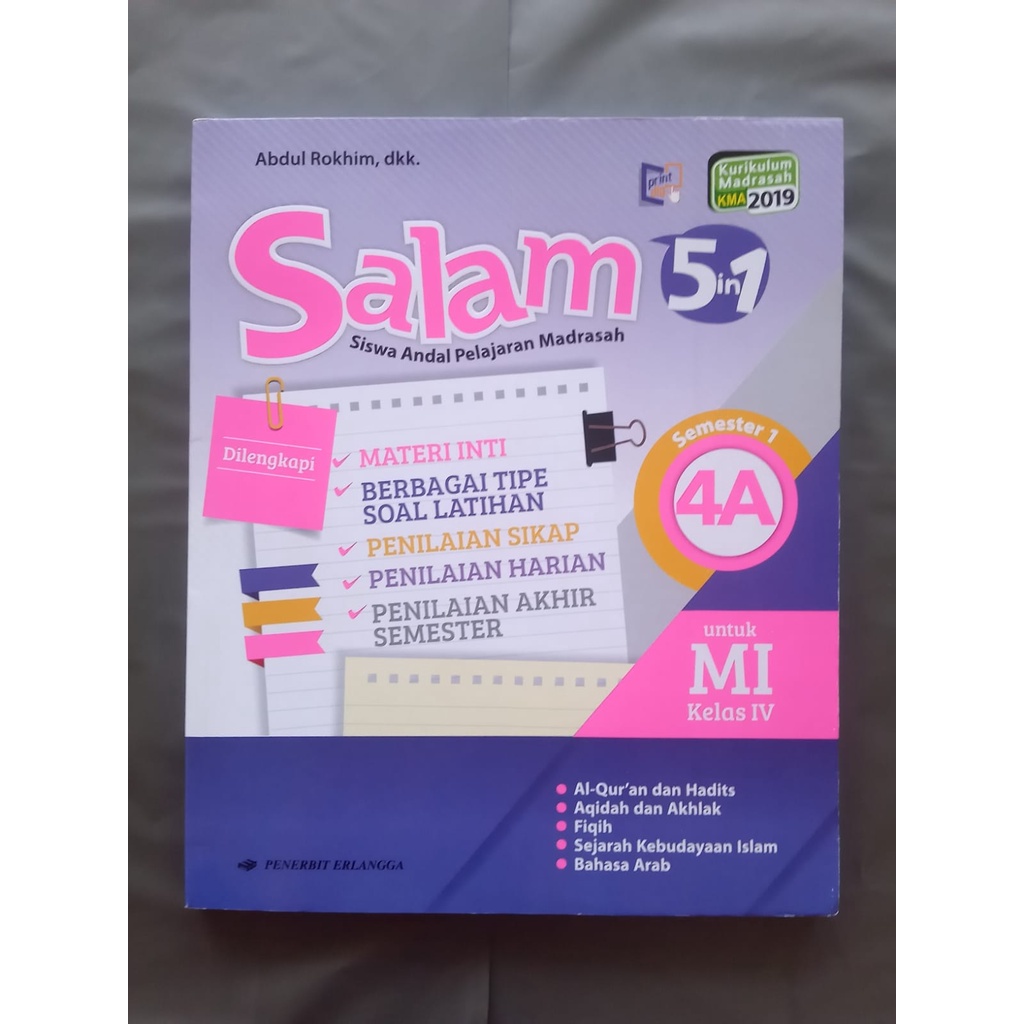 Abdul Rokhim, dkk.
print
Kurikulum
Madrasah
KMA 2019
Salam
5in1
Siswa Andal Pelajaran Madrasah
Dilengkapi
MATERI INTI
BERBAGAI TIPE
SOAL LATIHAN
PENILAIAN SIKAP
PENILAIAN HARIAN
PENILAIAN AKHIR
SEMESTER
Semester 1
4A
untuk
MI
Kelas IV
Al-Qur'an dan Hadits
Aqidah dan Akhlak
Fiqih
Sejarah Kebudayaan Islam
Bahasa Arab
PENERBIT ERLANGGA